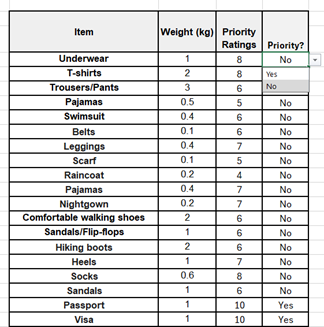 Item Weight (kg) Priority Ratings Priority?
Underwear 1 8 No
T-shirts 2 8 Yes
Trousers/Pants 3 6 No
Pajamas 0.5 5 No
Swimsuit 0.4 6 No
Belts 0.1 6 No
Leggings 0.4 7 No
Scarf 0.1 5 No
Raincoat 0.2 4 No
Pajamas 0.4 7 No
Nightgown 0.2 7 No
Comfortable walking shoes 2 6 No
Sandals/Flip-flops 1 6 No
Hiking boots 2 6 No
Heels 1 7 No
Socks 0.6 8 No
Sandals 1 6 No
Passport 1 10 Yes
Visa 1 10 Yes